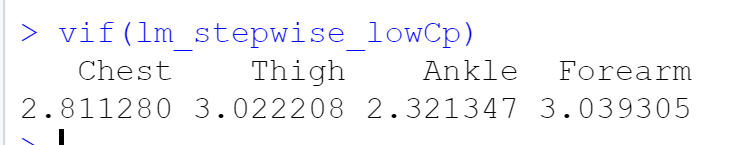 > vif(lm_stepwise_lowCp)
Chest Thigh Ankle Forearm
2.811280 3.022208 2.321347 3.039305
>